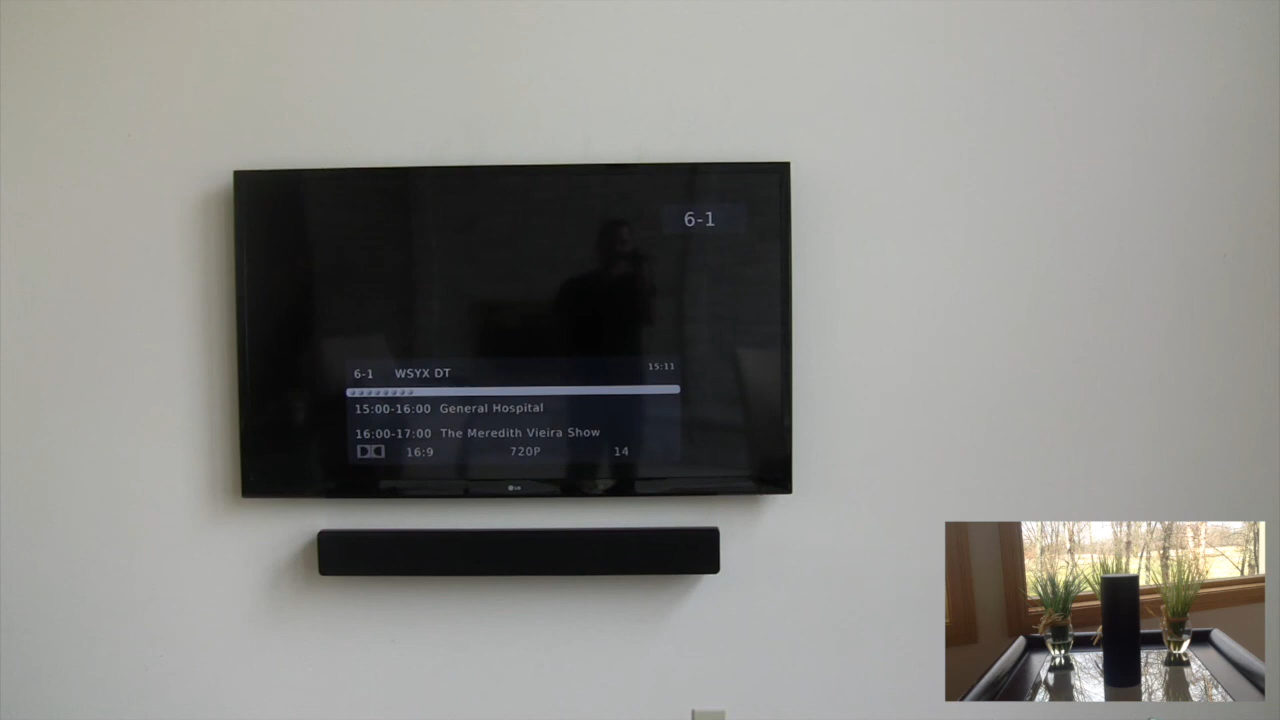 6-1
6-1 WSYX DT 15:11
15:00-16:00 General Hospital
16:00-17:00 The Meredith Vieira Show
16:9 720P 14
LG